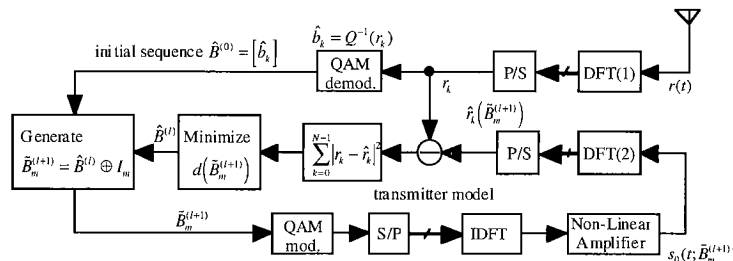 initial sequence B̂^(0) = [b̂_k]
b̂_k = Q^-1(r_k)
QAM demod.
r_k
P/S
DFT(1)
r(t)
r̂_k(B̃_m^(l+1))
Generate
B̃_m^(l+1) = B̂^(l) ⊕ I_m
B̂^(l)
Minimize
d(B̃_m^(l+1))
∑_{k=0}^{N-1} |r_k - r̂_k|^2
P/S
DFT(2)
transmitter model
B̃_m^(l+1)
QAM mod.
S/P
IDFT
Non-Linear
Amplifier
s_0(t; B̃_m^(l+1)